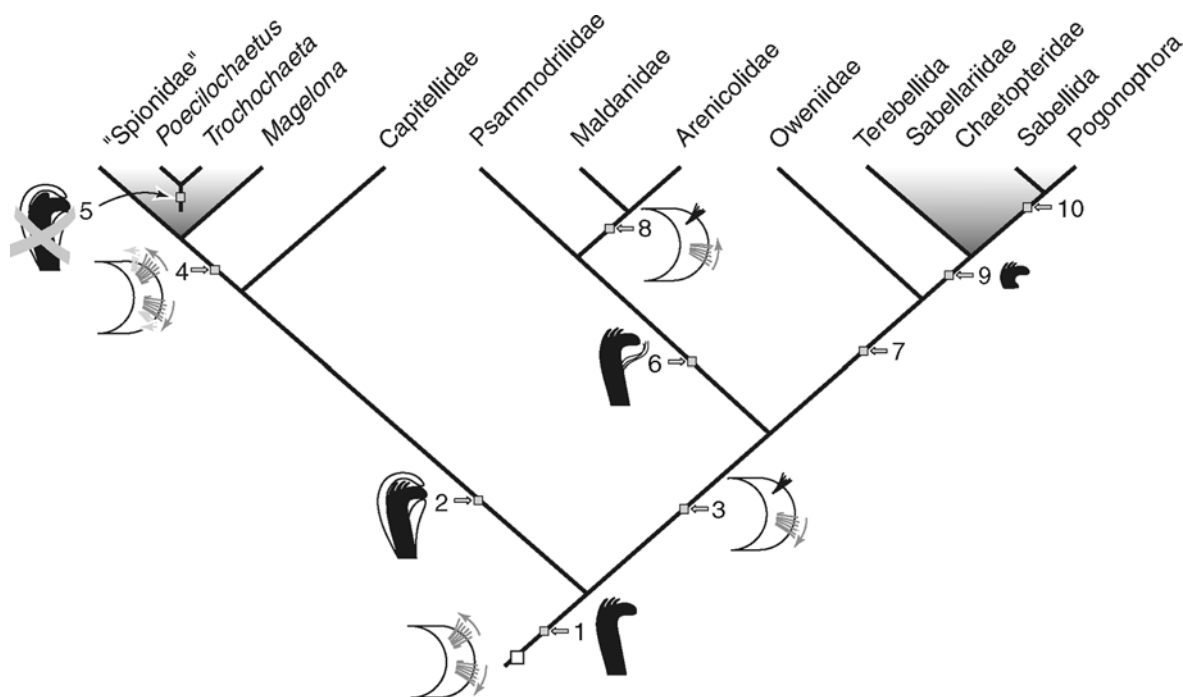 "Spionidae"
Poecilochaetus
Trochochaeta
Magelona
Capitellidae
Psammodrilidae
Maldanidae
Arenicolidae
Oweniidae
Terebellida
Sabellariidae
Chaetopteridae
Sabellida
Pogonophora
5
10
8
4
9
7
6
2
3
1